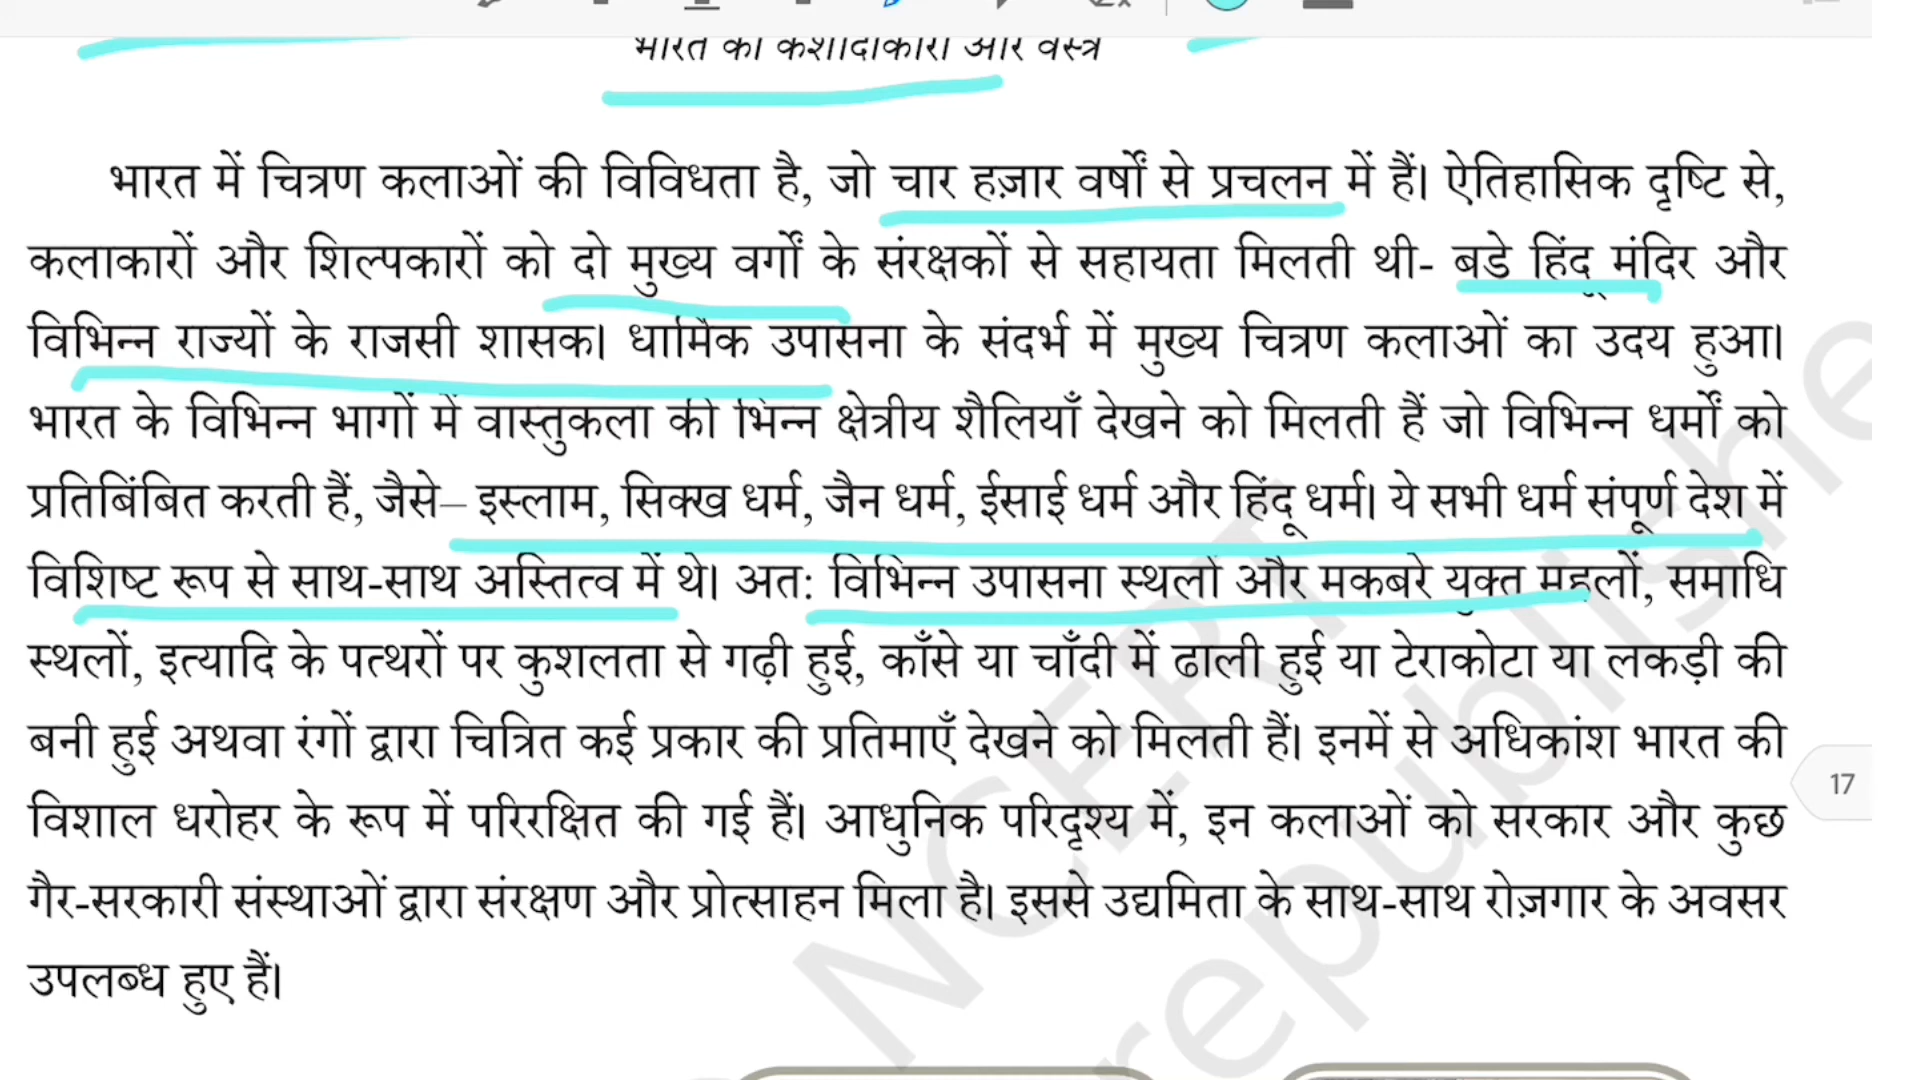 भारत की कशीदाकारी और वस्त्र
भारत में चित्रण कलाओं की विविधता है, जो चार हज़ार वर्षों से प्रचलन में हैं। ऐतिहासिक दृष्टि से,
कलाकारों और शिल्पकारों को दो मुख्य वर्गों के संरक्षकों से सहायता मिलती थी- बडे हिंदू मंदिर और
विभिन्न राज्यों के राजसी शासक। धार्मिक उपासना के संदर्भ में मुख्य चित्रण कलाओं का उदय हुआ।
भारत के विभिन्न भागों में वास्तुकला की भिन्न क्षेत्रीय शैलियाँ देखने को मिलती हैं जो विभिन्न धर्मों को
प्रतिबिंबित करती हैं, जैसे– इस्लाम, सिक्ख धर्म, जैन धर्म, ईसाई धर्म और हिंदू धर्म। ये सभी धर्म संपूर्ण देश में
विशिष्ट रूप से साथ-साथ अस्तित्व में थे। अत: विभिन्न उपासना स्थलों और मकबरे युक्त महलों, समाधि
स्थलों, इत्यादि के पत्थरों पर कुशलता से गढ़ी हुई, काँसे या चाँदी में ढाली हुई या टेराकोटा या लकड़ी की
बनी हुई अथवा रंगों द्वारा चित्रित कई प्रकार की प्रतिमाएँ देखने को मिलती हैं। इनमें से अधिकांश भारत की
विशाल धरोहर के रूप में परिरक्षित की गई हैं। आधुनिक परिदृश्य में, इन कलाओं को सरकार और कुछ
गैर-सरकारी संस्थाओं द्वारा संरक्षण और प्रोत्साहन मिला है। इससे उद्यमिता के साथ-साथ रोज़गार के अवसर
उपलब्ध हुए हैं।
17
NCERT
republishe